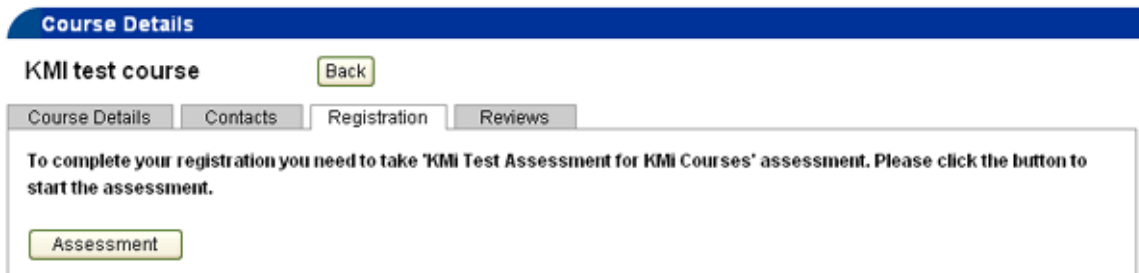 Course Details
KMI test course Back
Course Details Contacts Registration Reviews
To complete your registration you need to take 'KMi Test Assessment for KMi Courses' assessment. Please click the button to
start the assessment.
Assessment